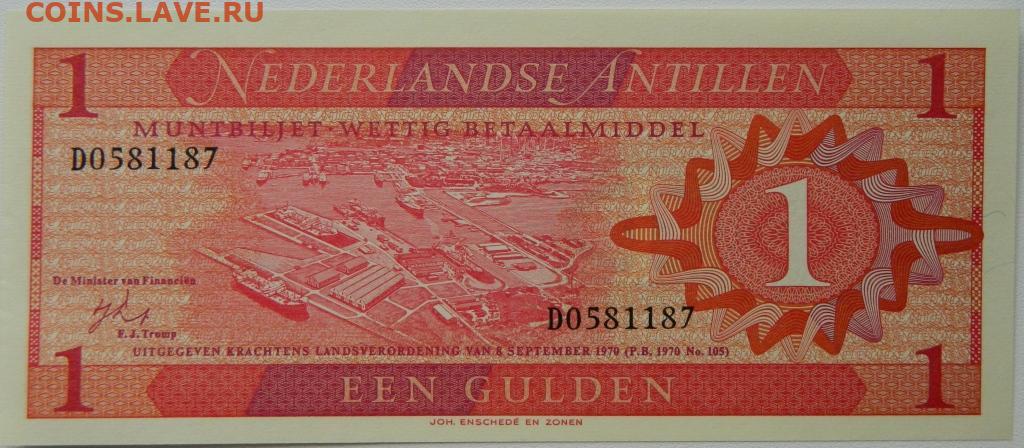 COINS.LAVE.RU
1 NEDERLANDSE ANTILLEN 1
MUNTBILJET · WETTIG BETAALMIDDEL
D0581187
1
De Minister van Financiën
F. J. Tromp
D0581187
UITGEGEVEN KRACHTENS LANDSVERORDENING VAN 8 SEPTEMBER 1970 (P.B. 1970 No. 105)
1 EEN GULDEN 1
JOH. ENSCHEDÉ EN ZONEN